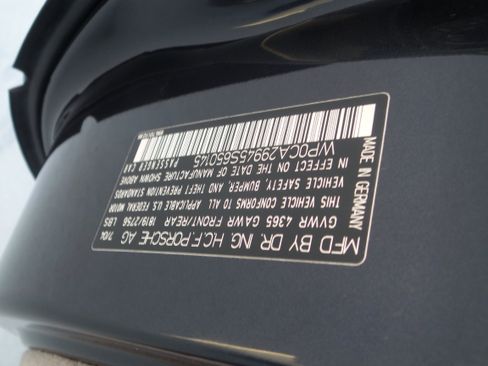 MFD BY DR. ING. H.C.F. PORSCHE AG 7/04
GVWR 4365 GAWR FRONT/REAR 1819/2756 LBS
THIS VEHICLE CONFORMS TO ALL APPLICABLE U.S. FEDERAL MOTOR
VEHICLE SAFETY, BUMPER, AND THEFT PREVENTION STANDARDS
IN EFFECT ON THE DATE OF MANUFACTURE SHOWN ABOVE
WP0CA29945S650145 PASSENGER CAR
MADE IN GERMANY